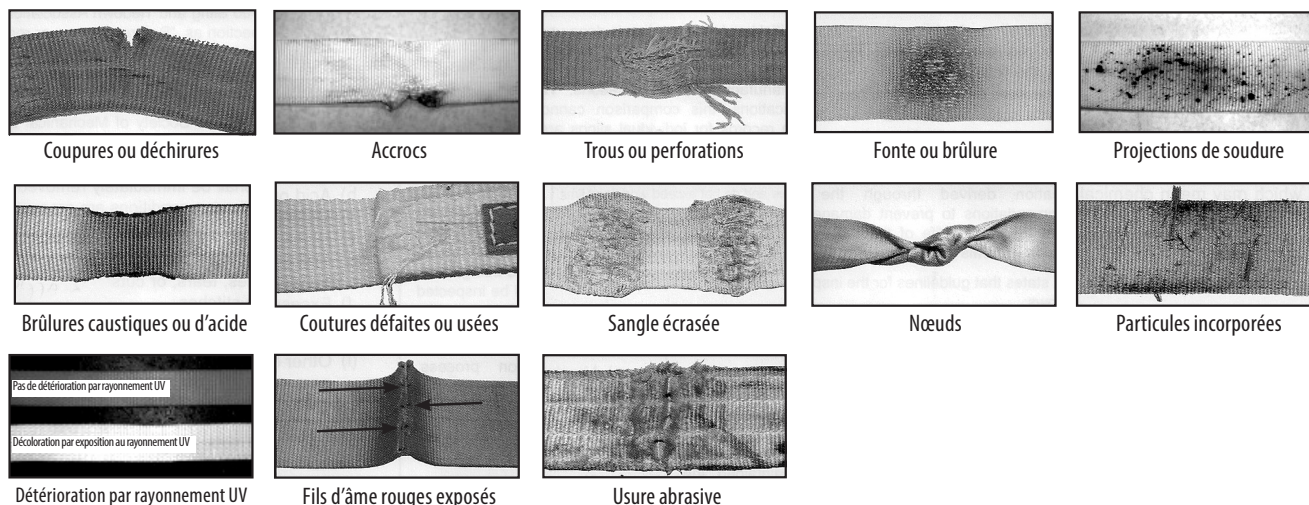 Coupures ou déchirures
Accrocs
Trous ou perforations
Fonte ou brûlure
Projections de soudure
Brûlures caustiques ou d'acide
Coutures défaites ou usées
Sangle écrasée
Nœuds
Particules incorporées
Pas de détérioration par rayonnement UV
Décoloration par exposition au rayonnement UV
Détérioration par rayonnement UV
Fils d'âme rouges exposés
Usure abrasive